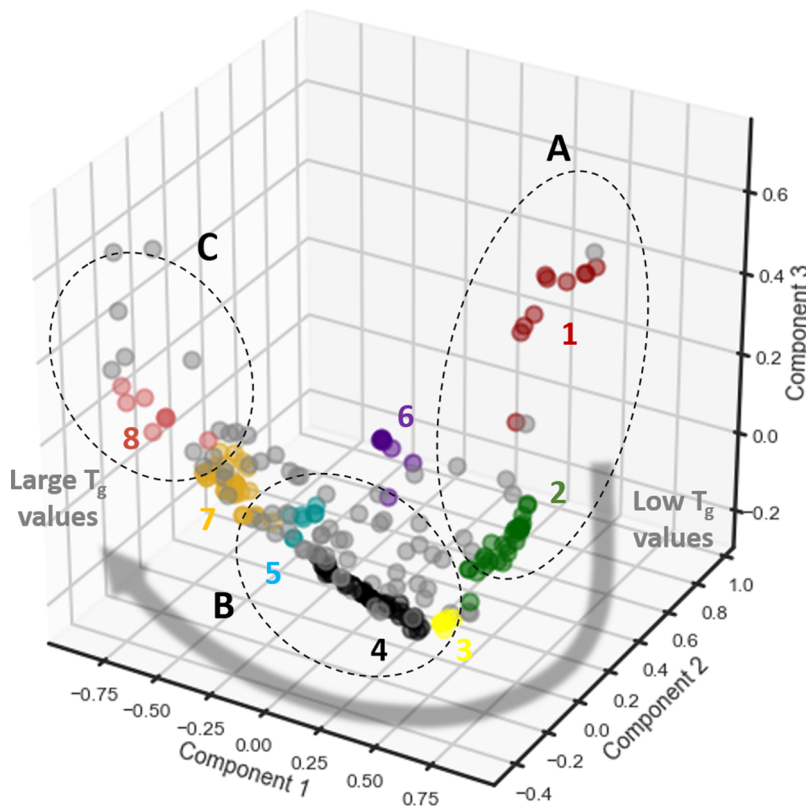 A
C
0.6
0.4
0.2
0.0
−0.2
Component 3
1
6
8
2
Large Tg
values
Low Tg
values
7
5
B
4
3
1.0
0.8
0.6
0.4
0.2
0.0
−0.2
−0.4
Component 2
−0.75
−0.50
−0.25
0.00
0.25
0.50
0.75
Component 1